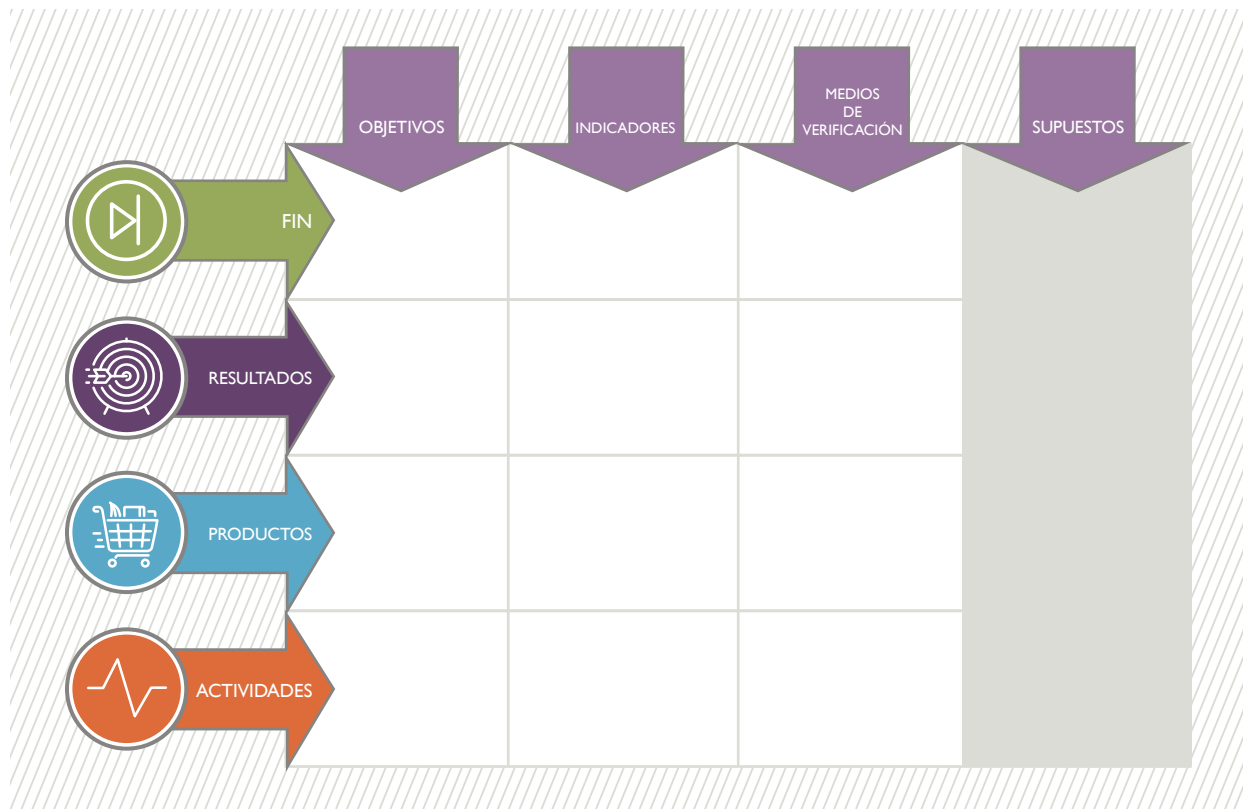 OBJETIVOS
INDICADORES
MEDIOS
DE
VERIFICACIÓN
SUPUESTOS
FIN
RESULTADOS
PRODUCTOS
ACTIVIDADES